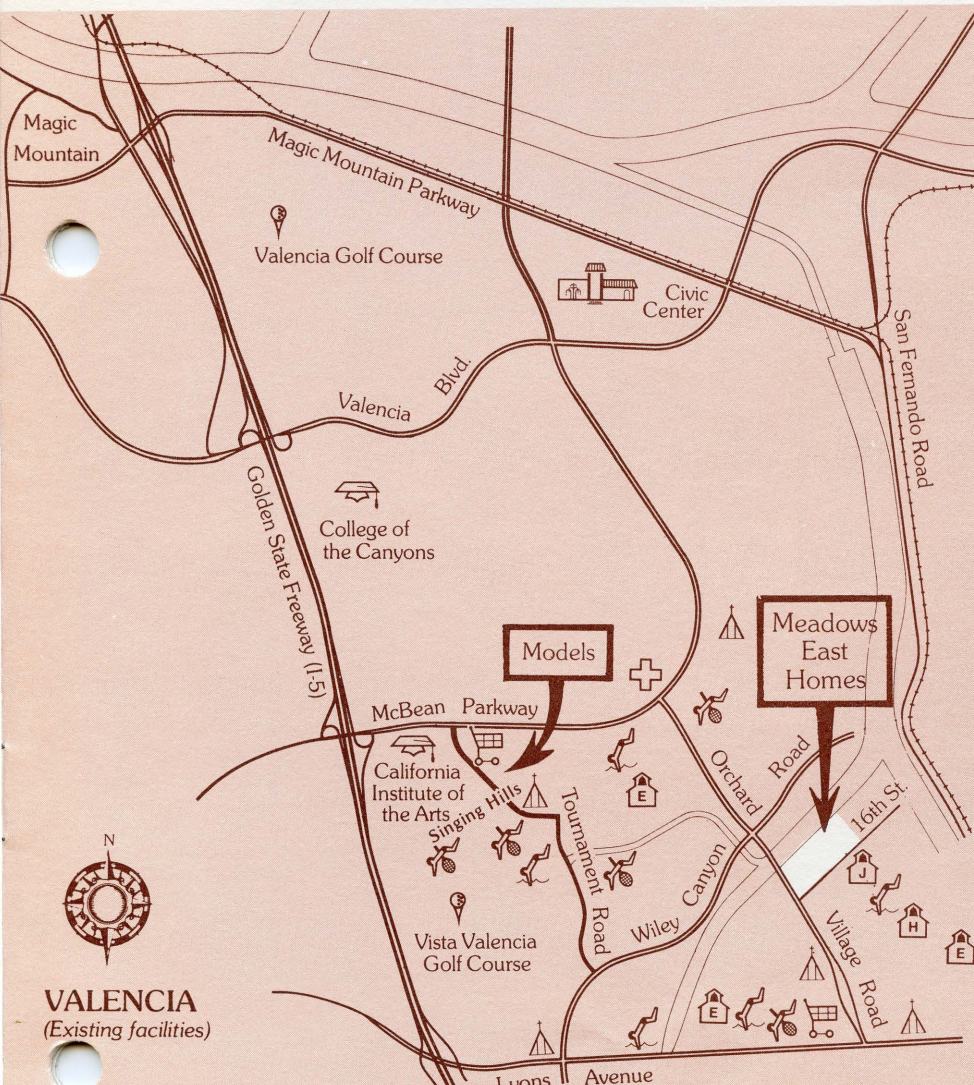 Magic
Mountain
Magic Mountain Parkway
Valencia Golf Course
Civic
Center
San Fernando Road
Valencia Blvd.
Golden State Freeway (I-5)
College of
the Canyons
Models
Meadows
East
Homes
McBean Parkway
California
Institute of
the Arts
Singing Hills
E
Tournament Road
Orchard
Road
16th St.
J
H
E
Wiley Canyon
Village Road
Vista Valencia
Golf Course
N
VALENCIA
(Existing facilities)
E
Lyons Avenue